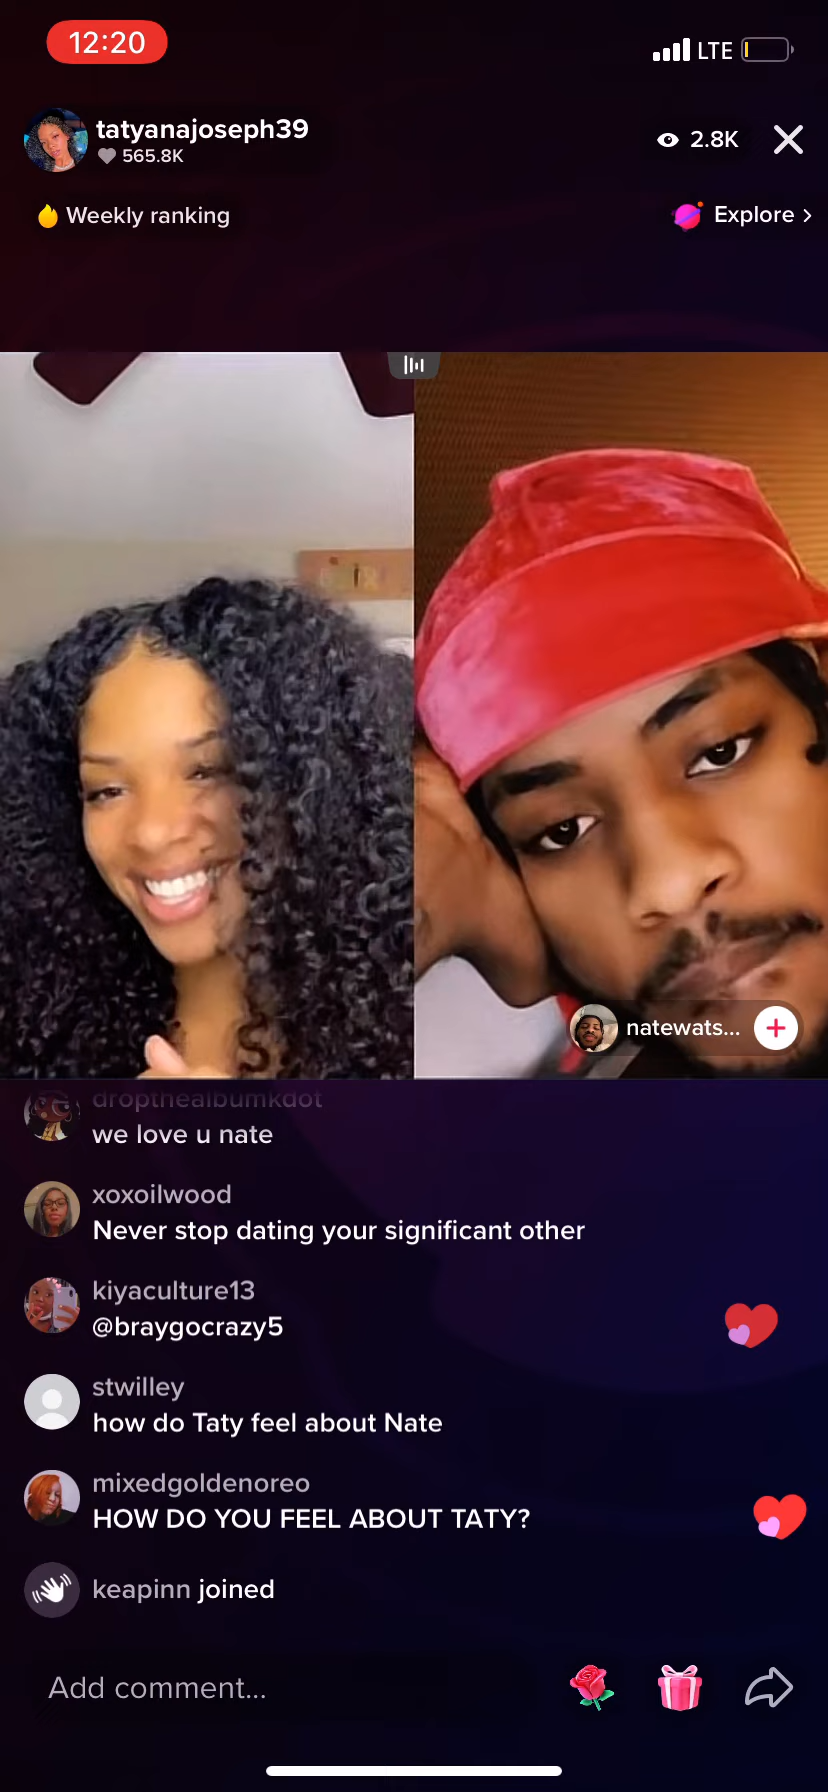 12:20
LTE
tatyanajoseph39
565.8K
2.8K
Weekly ranking
Explore >
natewats...
dropthealbumkdot
we love u nate
xoxoilwood
Never stop dating your significant other
kiyaculture13
@braygocrazy5
stwilley
how do Taty feel about Nate
mixedgoldenoreo
HOW DO YOU FEEL ABOUT TATY?
keapinn joined
Add comment...